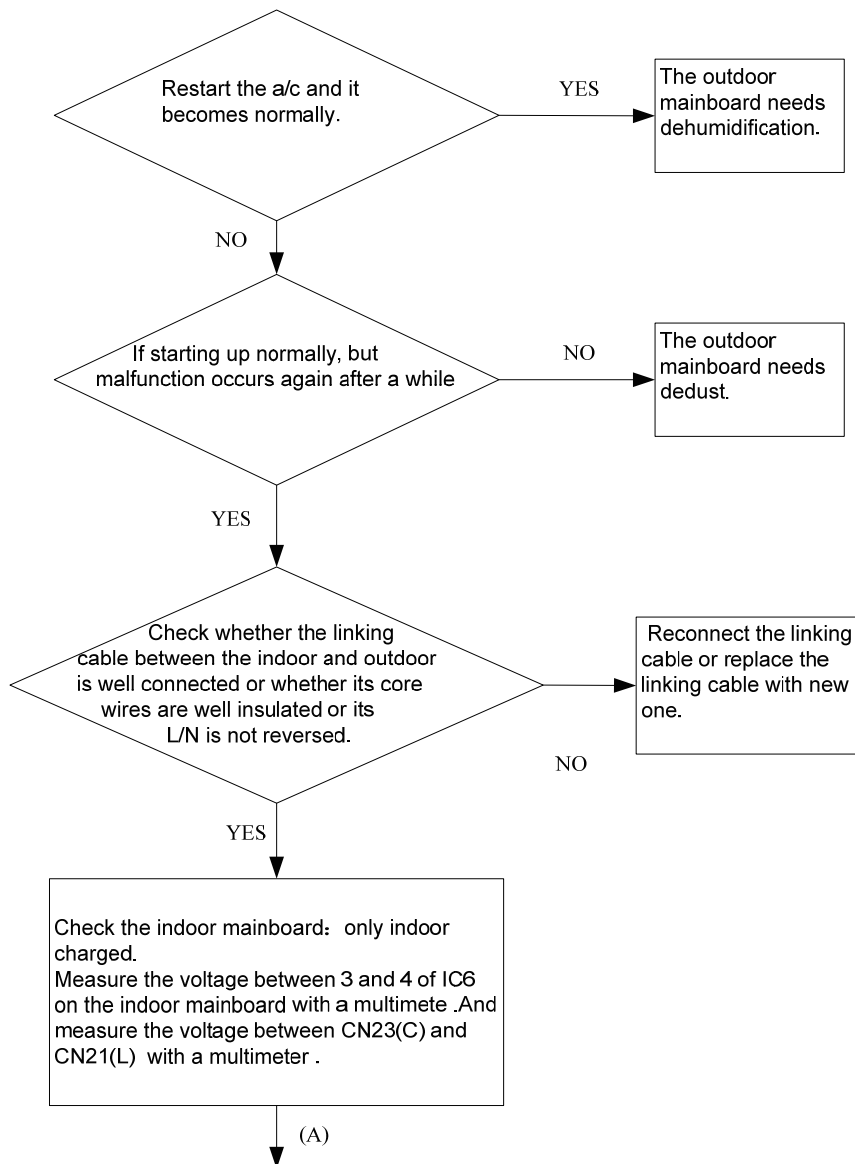 Restart the a/c and it
becomes normally.
YES
The outdoor
mainboard needs
dehumidification.
NO
If starting up normally, but
malfunction occurs again after a while
NO
The outdoor
mainboard needs
dedust.
YES
Check whether the linking
cable between the indoor and outdoor
is well connected or whether its core
wires are well insulated or its
L/N is not reversed.
Reconnect the linking
cable or replace the
linking cable with new
one.
NO
YES
Check the indoor mainboard：only indoor
charged.
Measure the voltage between 3 and 4 of IC6
on the indoor mainboard with a multimete .And
measure the voltage between CN23(C) and
CN21(L) with a multimeter .
(A)